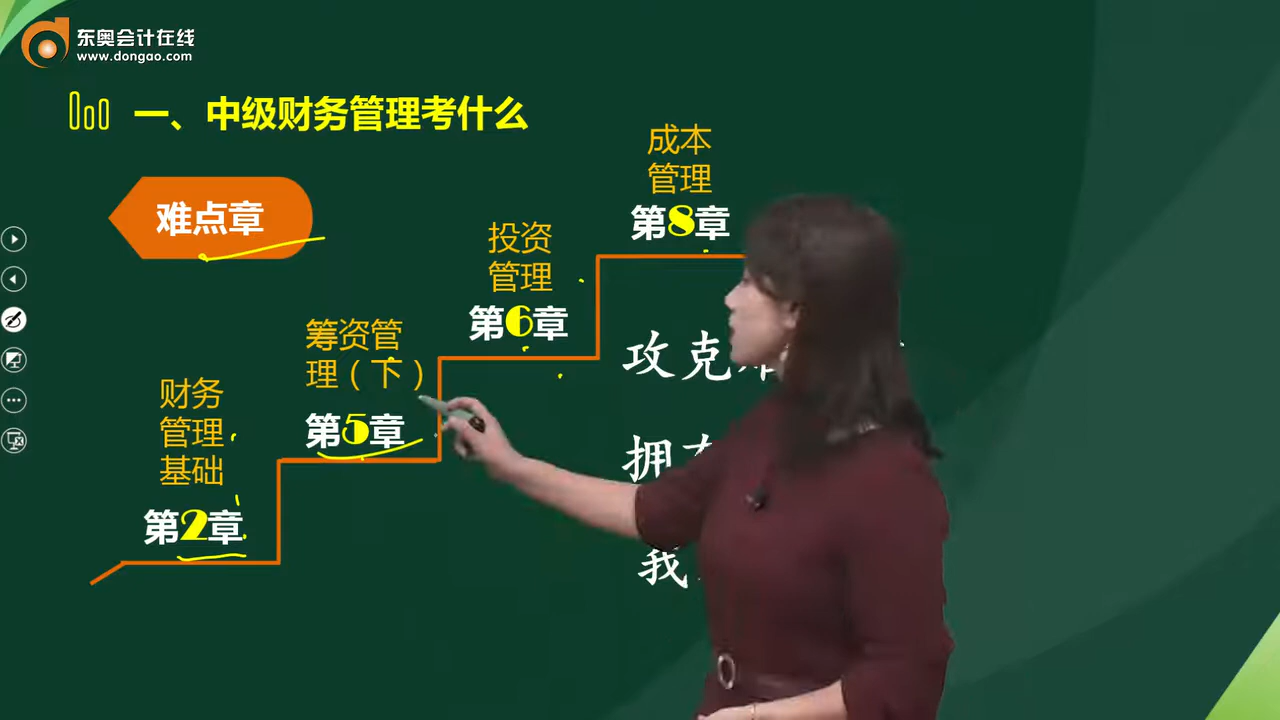 东奥会计在线
www.dongao.com
一、中级财务管理考什么
难点章
成本
管理
第8章
投资
管理
第6章
筹资管
理（下）
第5章
财务
管理
基础
第2章
攻克
拥
我